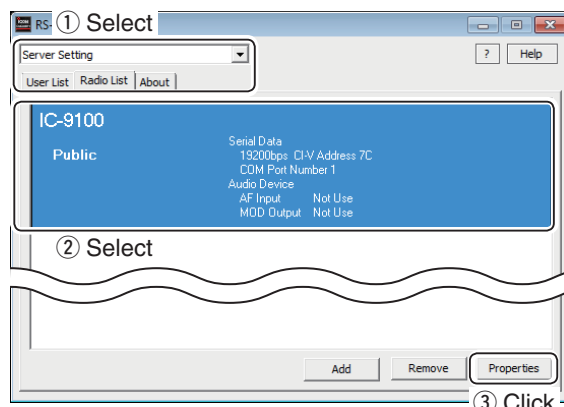 RS-
① Select
Server Setting
? Help
User List Radio List About
IC-9100
Public
Serial Data
19200bps CI-V Address 7C
COM Port Number 1
Audio Device
AF Input Not Use
MOD Output Not Use
② Select
Add Remove Properties
③ Click